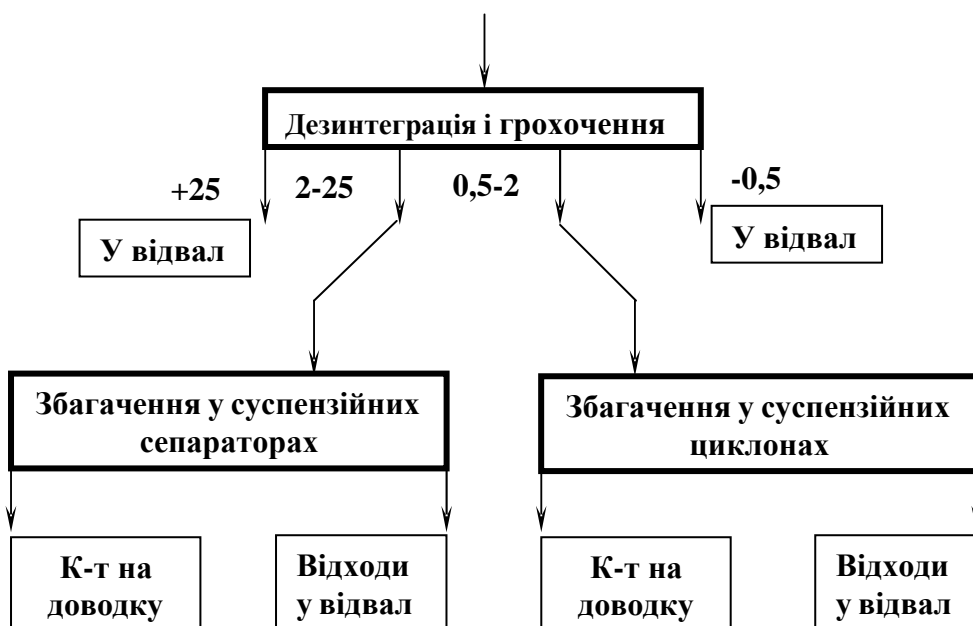 Дезинтеграція і грохочення
+25
2-25
0,5-2
-0,5
У відвал
У відвал
Збагачення у суспензійних
сепараторах
Збагачення у суспензійних
циклонах
К-т на
доводку
Відходи
у відвал
К-т на
доводку
Відходи
у відвал